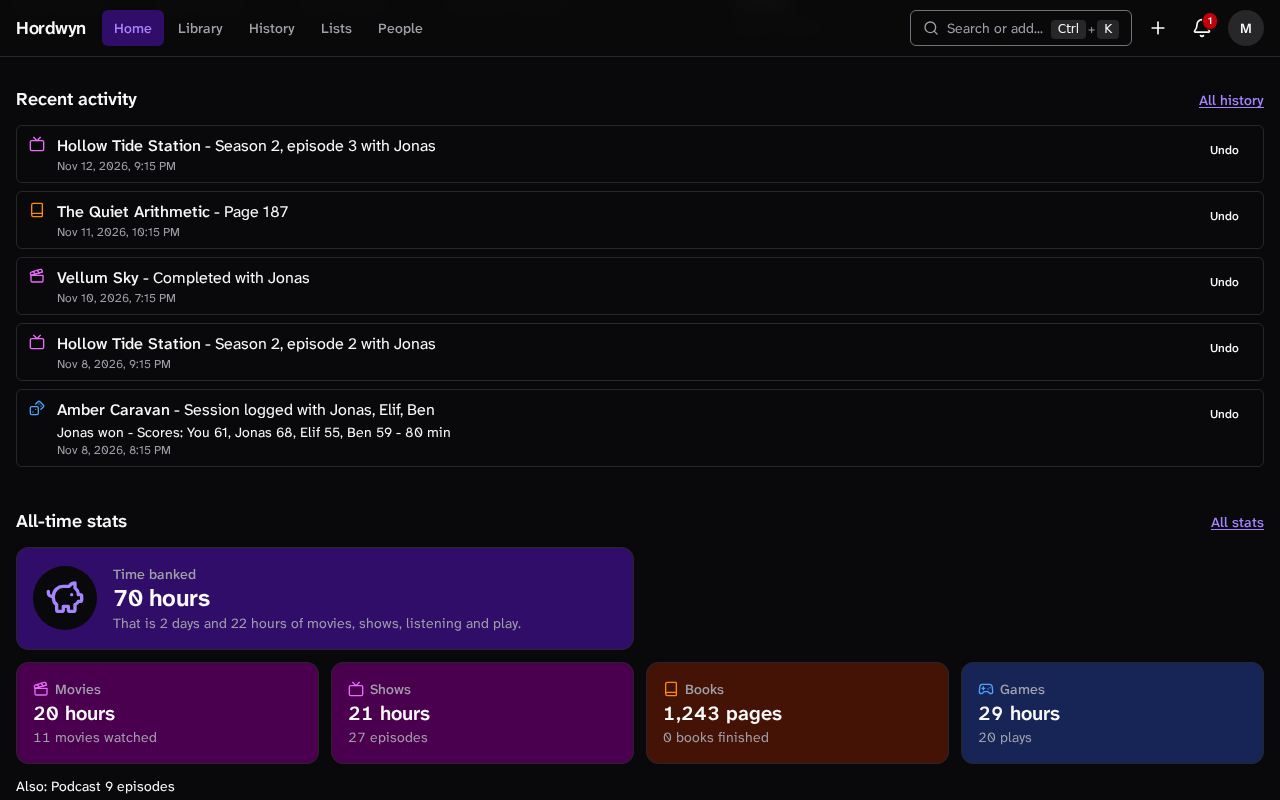 Hordwyn
Home
Library
History
Lists
People
Search or add...
Ctrl + K
1
M
Recent activity
All history
Hollow Tide Station - Season 2, episode 3 with Jonas
Nov 12, 2026, 9:15 PM
Undo
The Quiet Arithmetic - Page 187
Nov 11, 2026, 10:15 PM
Undo
Vellum Sky - Completed with Jonas
Nov 10, 2026, 7:15 PM
Undo
Hollow Tide Station - Season 2, episode 2 with Jonas
Nov 8, 2026, 9:15 PM
Undo
Amber Caravan - Session logged with Jonas, Elif, Ben
Jonas won - Scores: You 61, Jonas 68, Elif 55, Ben 59 - 80 min
Nov 8, 2026, 8:15 PM
Undo
All-time stats
All stats
Time banked
70 hours
That is 2 days and 22 hours of movies, shows, listening and play.
Movies
20 hours
11 movies watched
Shows
21 hours
27 episodes
Books
1,243 pages
0 books finished
Games
29 hours
20 plays
Also: Podcast 9 episodes